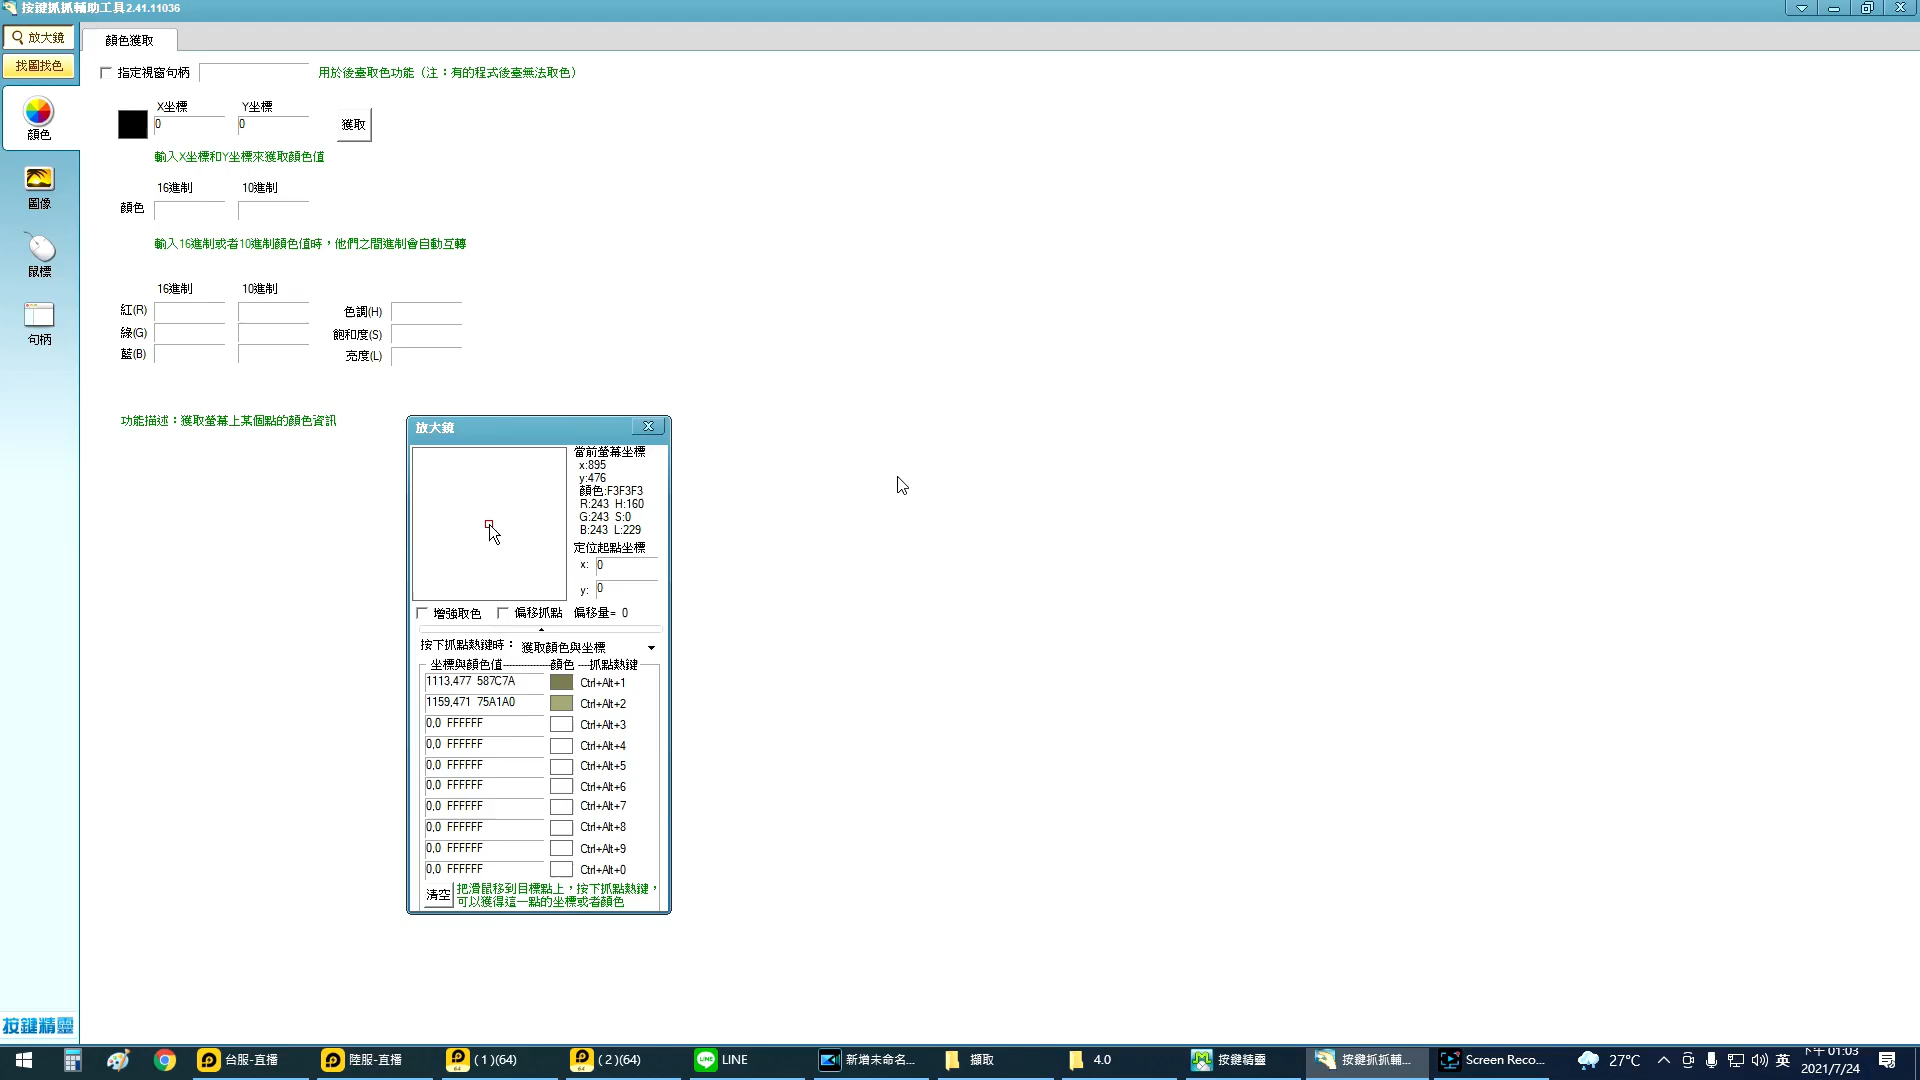 按鍵抓抓輔助工具2.41.11036
放大鏡
找圖找色
顏色
圖像
鼠標
句柄
按鍵精靈
顏色獲取
指定視窗句柄
用於後臺取色功能（注：有的程式後臺無法取色）
X坐標 Y坐標
0 0 獲取
輸入X坐標和Y坐標來獲取顏色值
16進制 10進制
顏色
輸入16進制或者10進制顏色值時，他們之間進制會自動互轉
16進制 10進制
紅(R) 色調(H)
綠(G) 飽和度(S)
藍(B) 亮度(L)
功能描述：獲取螢幕上某個點的顏色資訊
放大鏡
當前螢幕坐標
x:895
y:476
顏色:F3F3F3
R:243 H:160
G:243 S:0
B:243 L:229
定位起點坐標
x: 0
y: 0
增強取色 偏移抓點 偏移量= 0
按下抓點熱鍵時： 獲取顏色與坐標
坐標與顏色值---------------顏色 ---抓點熱鍵
1113,477 587C7A Ctrl+Alt+1
1159,471 75A1A0 Ctrl+Alt+2
0,0 FFFFFF Ctrl+Alt+3
0,0 FFFFFF Ctrl+Alt+4
0,0 FFFFFF Ctrl+Alt+5
0,0 FFFFFF Ctrl+Alt+6
0,0 FFFFFF Ctrl+Alt+7
0,0 FFFFFF Ctrl+Alt+8
0,0 FFFFFF Ctrl+Alt+9
0,0 FFFFFF Ctrl+Alt+0
清空
把滑鼠移到目標點上，按下抓點熱鍵，
可以獲得這一點的坐標或者顏色
台服-直播 陸服-直播 64 (1)(64) 64 (2)(64) LINE LINE 新增未命名... 擷取 4.0 按鍵精靈 按鍵抓抓輔... Screen Reco... 27°C 英
下午 01:03
2021/7/24